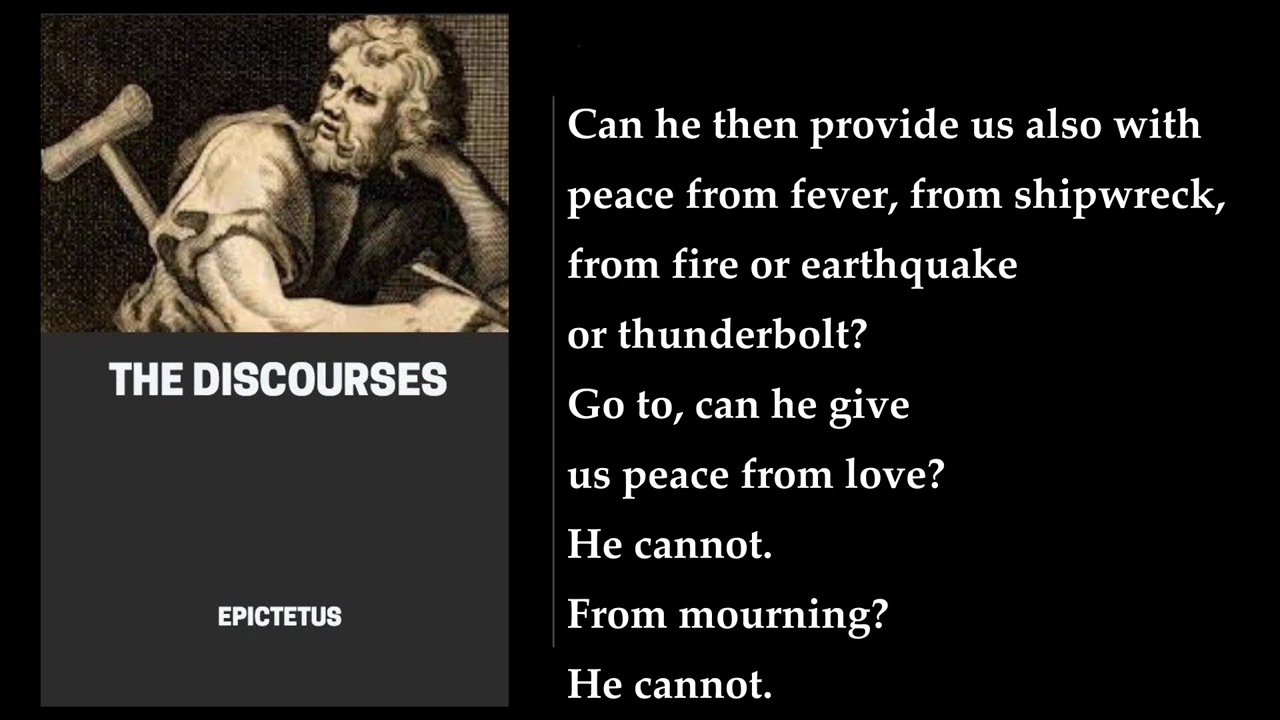 THE DISCOURSES
EPICTETUS
Can he then provide us also with
peace from fever, from shipwreck,
from fire or earthquake
or thunderbolt?
Go to, can he give
us peace from love?
He cannot.
From mourning?
He cannot.